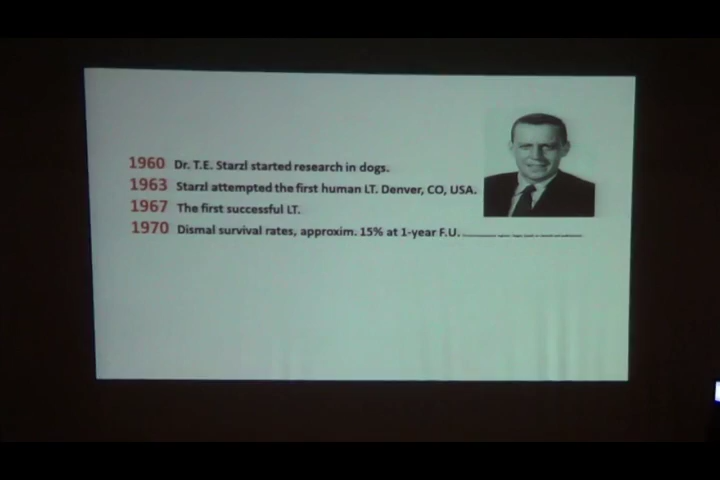 1960 Dr. T.E. Starzl started research in dogs.
1963 Starzl attempted the first human LT. Denver, CO, USA.
1967 The first successful LT.
1970 Dismal survival rates, approxim. 15% at 1-year F.U.